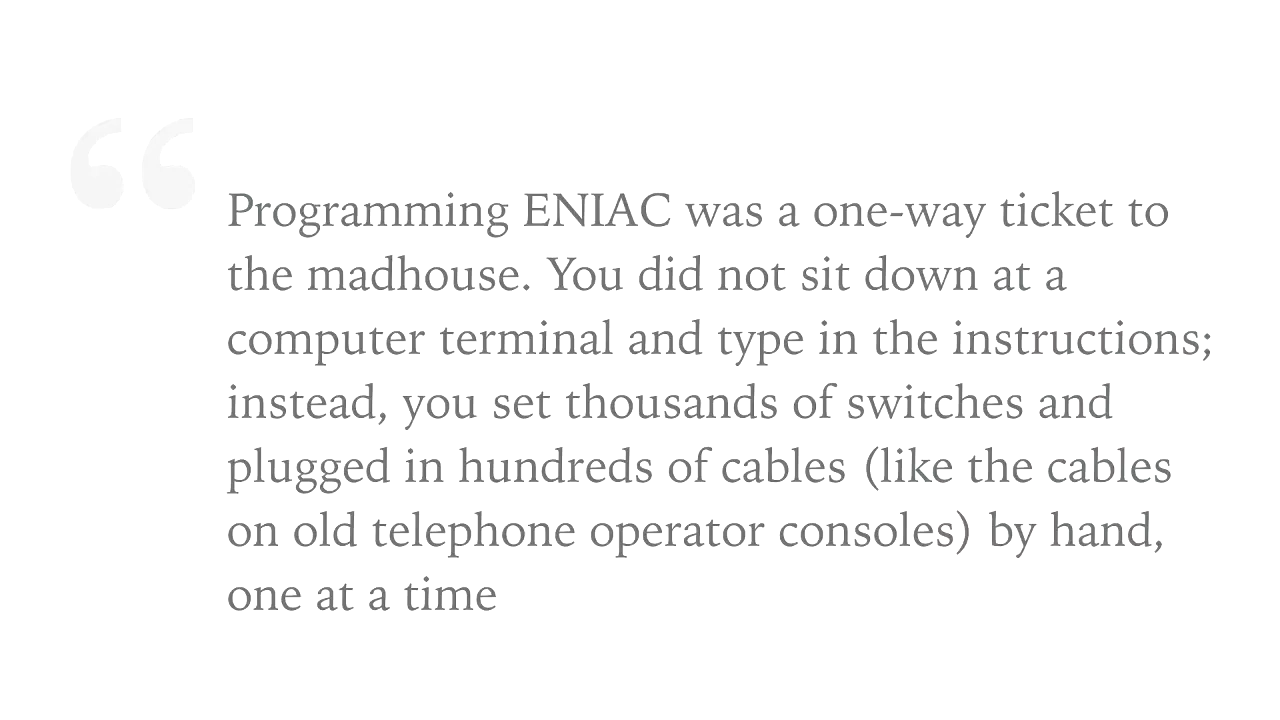 “
Programming ENIAC was a one-way ticket to
the madhouse. You did not sit down at a
computer terminal and type in the instructions;
instead, you set thousands of switches and
plugged in hundreds of cables (like the cables
on old telephone operator consoles) by hand,
one at a time